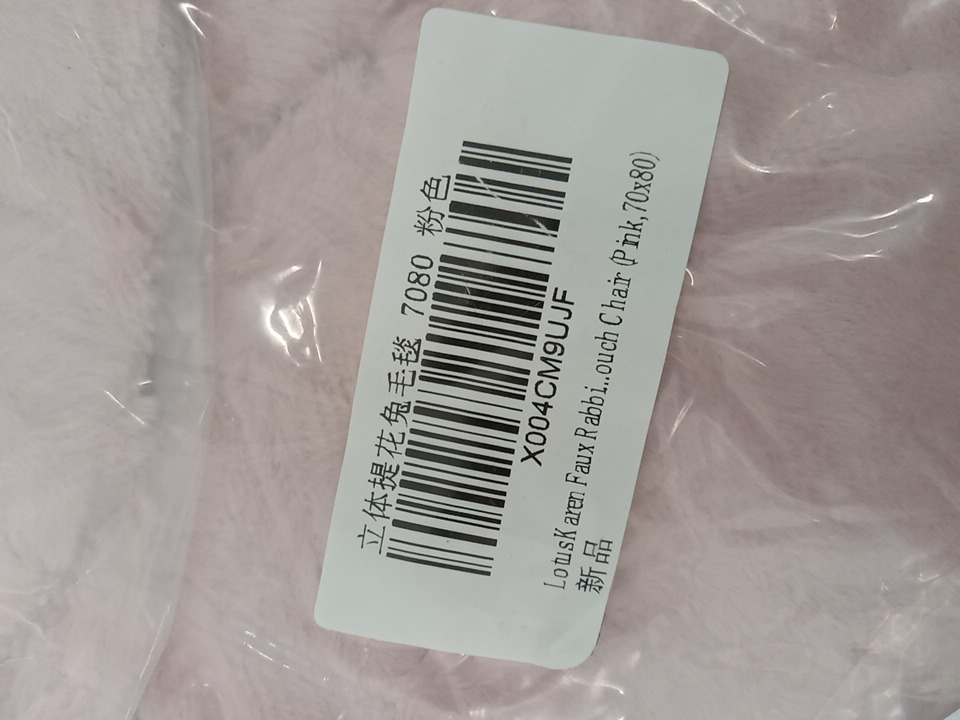 立体提花兔毛毯 7080 粉色
X004CM9UJF
LotusKaren Faux Rabbi...ouch Chair (Pink,70x80)
新品